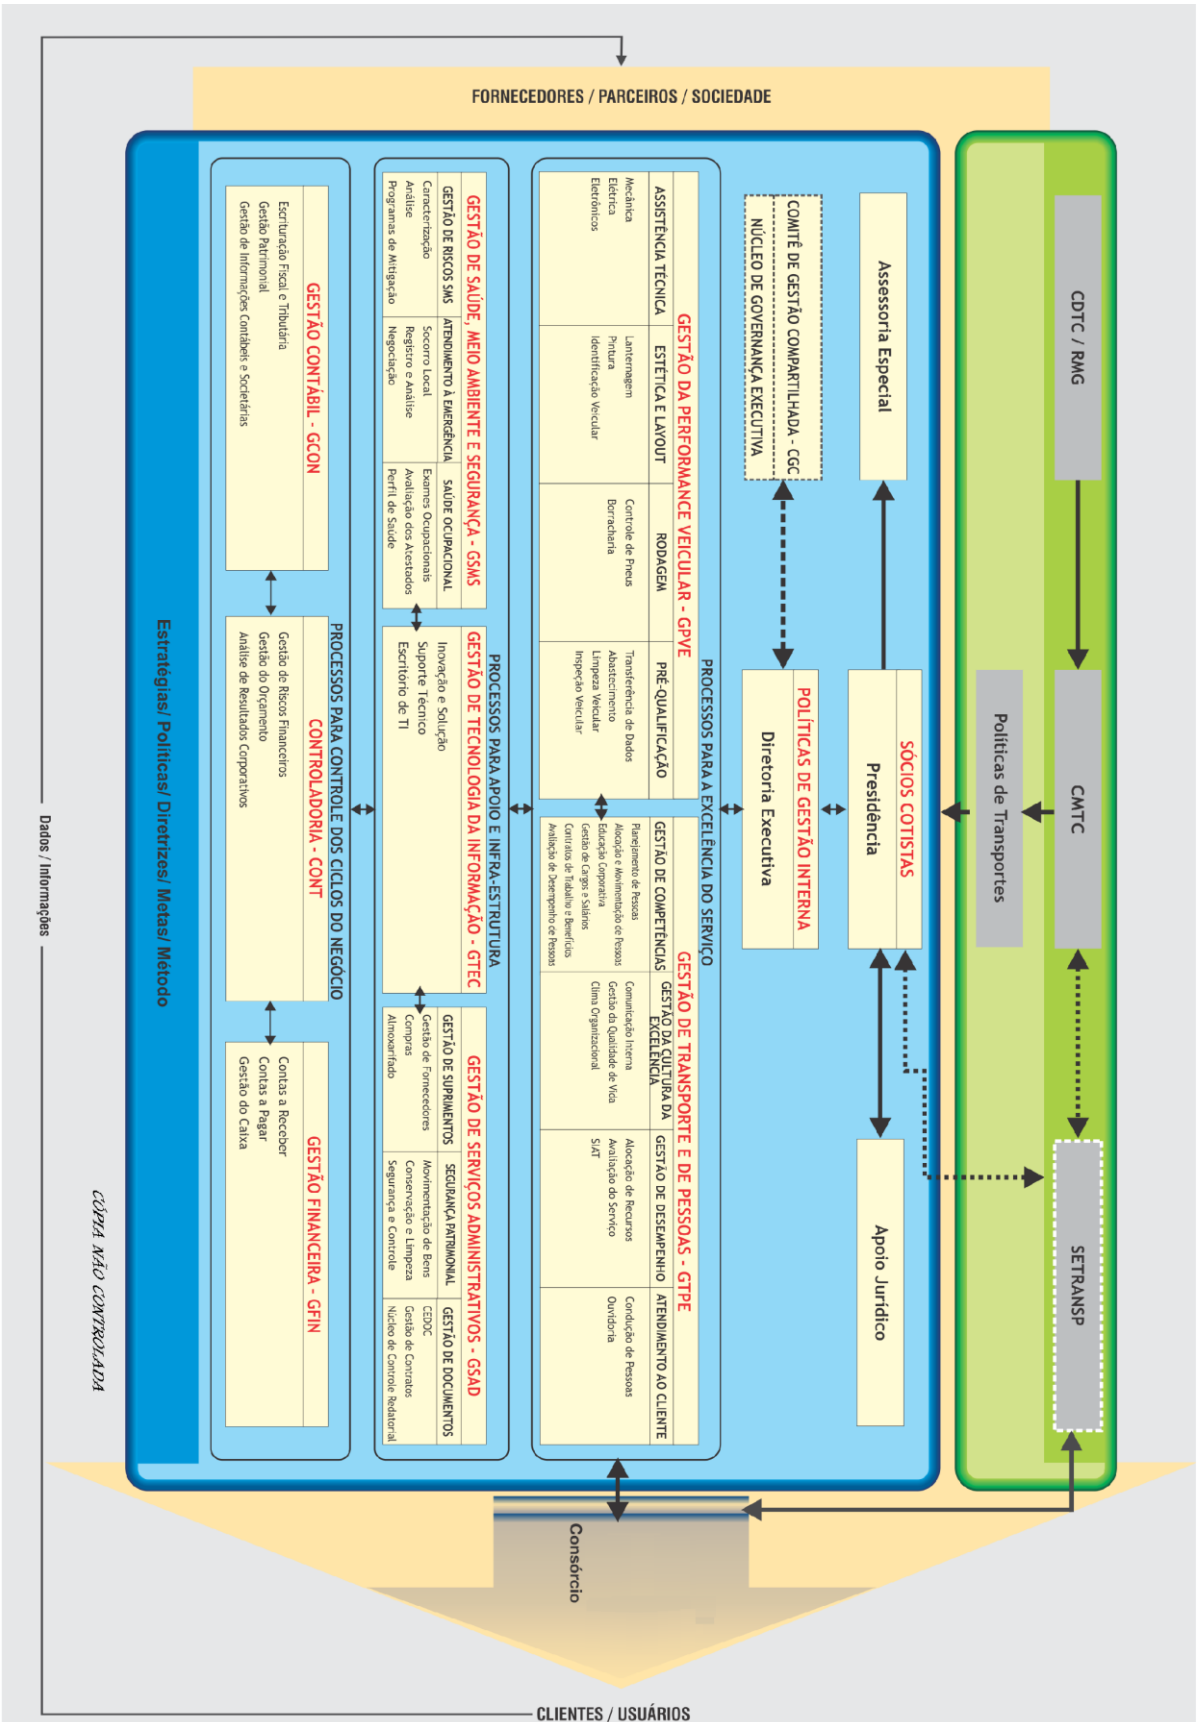 FORNECEDORES / PARCEIROS / SOCIEDADE
CDTC / RMG
CMTC
SETRANSP
Políticas de Transportes
Assessoria Especial
SÓCIOS COTISTAS
Presidência
Apoio Jurídico
COMITÊ DE GESTÃO COMPARTILHADA - CGC
NÚCLEO DE GOVERNANÇA EXECUTIVA
POLÍTICAS DE GESTÃO INTERNA
Diretoria Executiva
PROCESSOS PARA A EXCELÊNCIA DO SERVIÇO
GESTÃO DA PERFORMANCE VEICULAR - GPVE
ASSISTÊNCIA TÉCNICA
Mecânica
Elétrica
Eletrônicos
ESTÉTICA E LAYOUT
Lanternagem
Pintura
Identificação Veicular
RODAGEM
Controle de Pneus
Borracharia
PRÉ-QUALIFICAÇÃO
Transferência de Dados
Abastecimento
Limpeza Veicular
Inspeção Veicular
GESTÃO DE TRANSPORTE E DE PESSOAS - GTPE
GESTÃO DE COMPETÊNCIAS
Planejamento de Pessoas
Alocação e Movimentação de Pessoas
Educação Corporativa
Gestão de Cargos e Salários
Contratos de Trabalho e Benefícios
Avaliação de Desempenho de Pessoas
GESTÃO DA CULTURA DA
EXCELÊNCIA
Comunicação Interna
Gestão da Qualidade de Vida
Clima Organizacional
GESTÃO DE DESEMPENHO
Alocação de Recursos
Avaliação do Serviço
SIAT
ATENDIMENTO AO CLIENTE
Condução de Pessoas
Ouvidoria
PROCESSOS PARA APOIO E INFRA-ESTRUTURA
GESTÃO DE SAÚDE, MEIO AMBIENTE E SEGURANÇA - GSMS
GESTÃO DE RISCOS SMS
Caracterização
Análise
Programas de Mitigação
ATENDIMENTO À EMERGÊNCIA
Socorro Local
Registro e Análise
Negociação
SAÚDE OCUPACIONAL
Exames Ocupacionais
Avaliação dos Atestados
Perfil de Saúde
GESTÃO DE TECNOLOGIA DA INFORMAÇÃO - GTEC
Inovação e Solução
Suporte Técnico
Escritório de TI
GESTÃO DE SERVIÇOS ADMINISTRATIVOS - GSAD
GESTÃO DE SUPRIMENTOS
Gestão de Fornecedores
Compras
Almoxarifado
SEGURANÇA PATRIMONIAL
Movimentação de Bens
Conservação e Limpeza
Segurança e Controle
GESTÃO DE DOCUMENTOS
CEDOC
Gestão de Contratos
Núcleo de Controle Redatorial
PROCESSOS PARA CONTROLE DOS CICLOS DO NEGÓCIO
GESTÃO CONTÁBIL - GCON
Escrituração Fiscal e Tributária
Gestão Patrimonial
Gestão de Informações Contábeis e Societárias
CONTROLADORIA - CONT
Gestão de Riscos Financeiros
Gestão do Orçamento
Análise de Resultados Corporativos
GESTÃO FINANCEIRA - GFIN
Contas a Receber
Contas a Pagar
Gestão do Caixa
Estratégias/ Políticas/ Diretrizes/ Metas/ Método
Consórcio
CLIENTES / USUÁRIOS
Dados / Informações
CÓPIA NÃO CONTROLADA